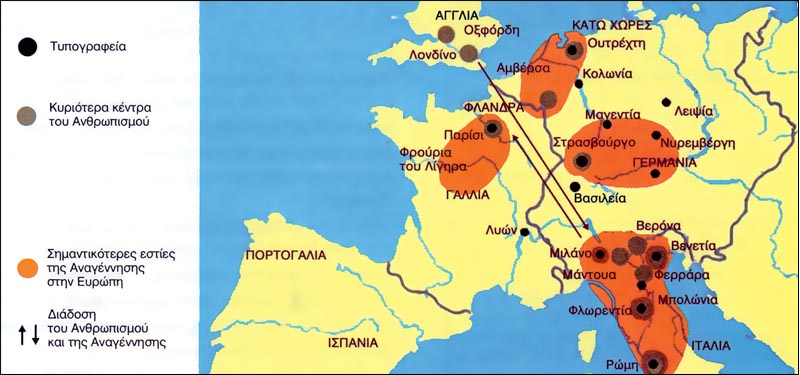 Τυπογραφεία
Κυριότερα κέντρα
του Ανθρωπισμού
Σημαντικότερες εστίες
της Αναγέννησης
στην Ευρώπη
Διάδοση
του Ανθρωπισμού
και της Αναγέννησης
ΑΓΓΛΙΑ
Οξφόρδη
Λονδίνο
ΚΑΤΩ ΧΩΡΕΣ
Ουτρέχτη
Αμβέρσα
Κολωνία
ΦΛΑΝΔΡΑ
Μαγεντία
Λειψία
Παρίσι
Στρασβούργο
Νυρεμβέργη
Φρούρια
του Λίγηρα
ΓΕΡΜΑΝΙΑ
ΓΑΛΛΙΑ
Βασιλεία
Λυών
Βερόνα
ΠΟΡΤΟΓΑΛΙΑ
Μιλάνο
Βενετία
Μάντουα
Φερράρα
Μπολώνια
Φλωρεντία
ΙΣΠΑΝΙΑ
ΙΤΑΛΙΑ
Ρώμη